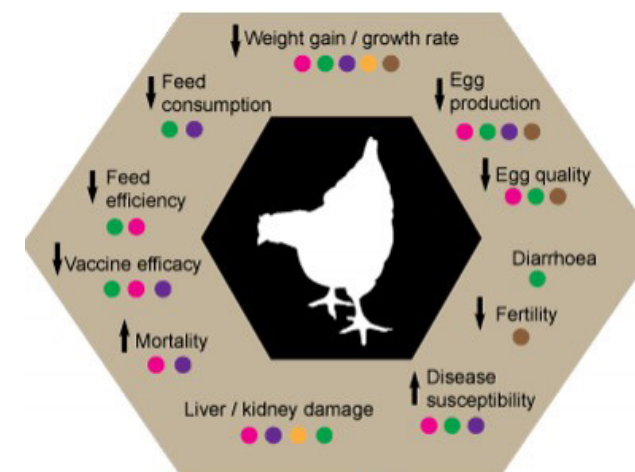 Weight gain / growth rate
Feed
consumption
Egg
production
Feed
efficiency
Egg quality
Vaccine efficacy
Diarrhoea
Fertility
Mortality
Disease
susceptibility
Liver / kidney damage